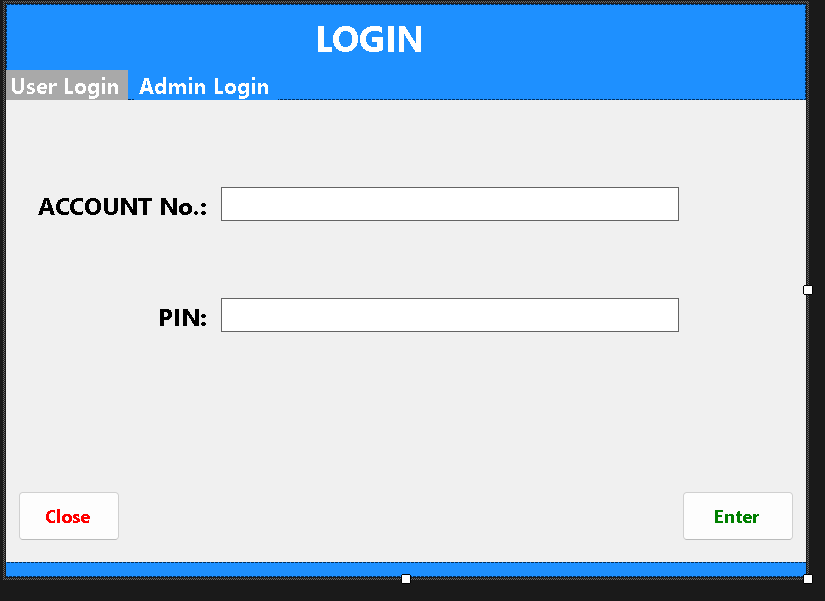 LOGIN
User Login Admin Login
ACCOUNT No.:
PIN:
Close Enter